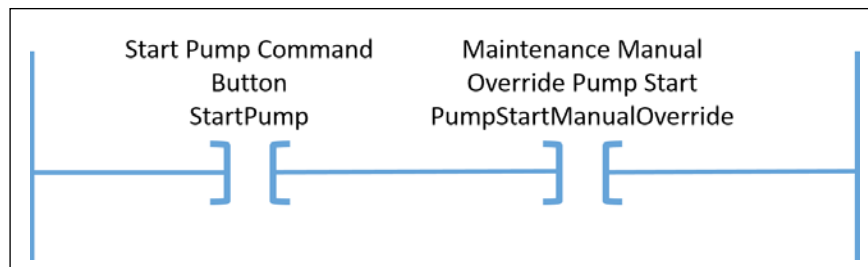 Start Pump Command
Button
StartPump
Maintenance Manual
Override Pump Start
PumpStartManualOverride